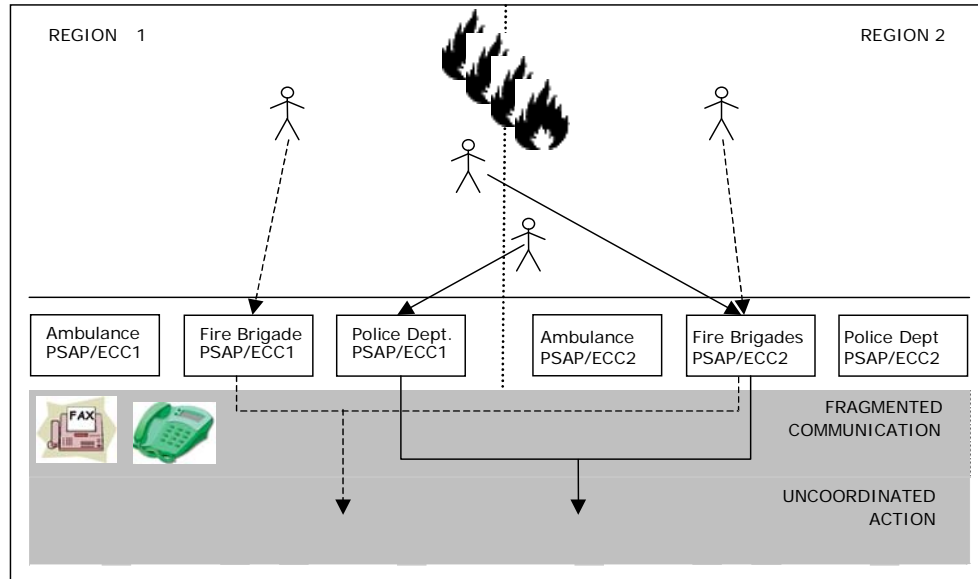 REGION 1
REGION 2
Ambulance
PSAP/ECC1
Fire Brigade
PSAP/ECC1
Police Dept.
PSAP/ECC1
Ambulance
PSAP/ECC2
Fire Brigades
PSAP/ECC2
Police Dept
PSAP/ECC2
FAX
FRAGMENTED
COMMUNICATION
UNCOORDINATED
ACTION